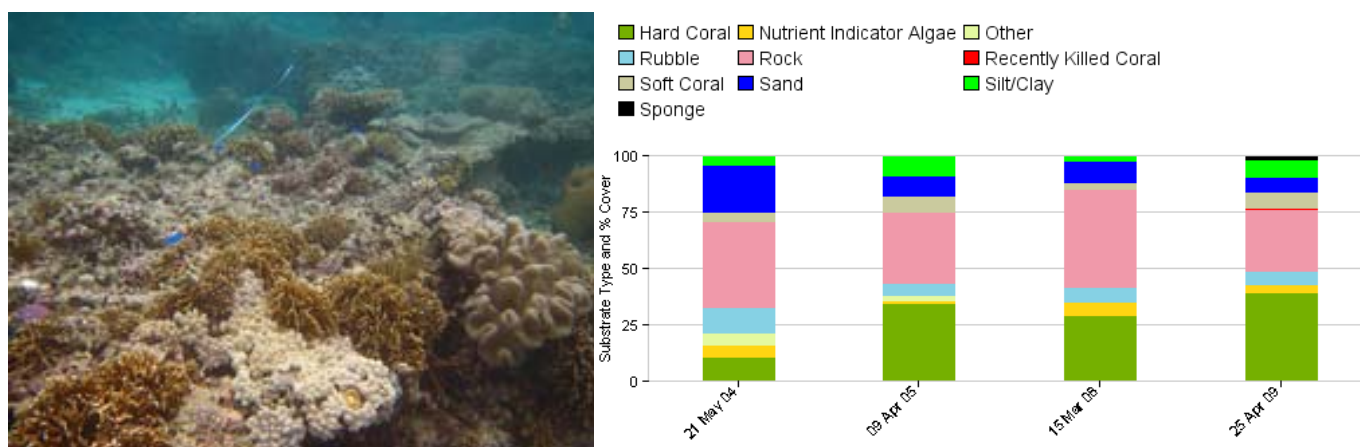 Hard Coral Nutrient Indicator Algae Other
Rubble Rock Recently Killed Coral
Soft Coral Sand Silt/Clay
Sponge
Substrate Type and % Cover
100
75
50
25
0
21 May 04 09 Apr 05 15 Mar 08 25 Apr 09